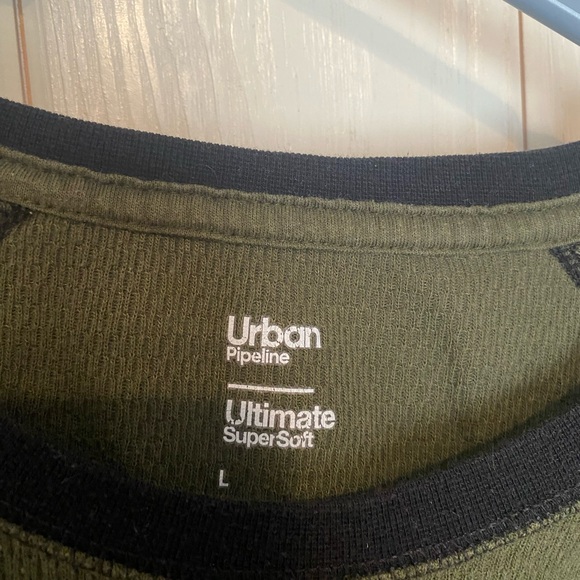 Urban
Pipeline
Ultimate
SuperSoft
L